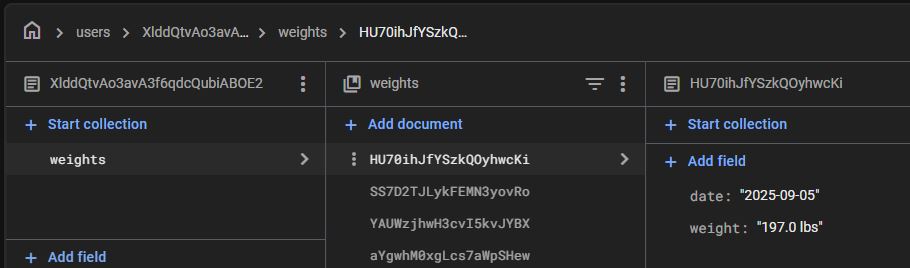 users > XlddQtvAo3avA... > weights > HU70ihJfYSzkQ...
XlddQtvAo3avA3f6qdcQubiABOE2
weights
HU70ihJfYSzkQOyhwcKi
+ Start collection
+ Add document
+ Start collection
weights
HU70ihJfYSzkQOyhwcKi
+ Add field
SS7D2TJLykFEMN3yovRo
date: "2025-09-05"
YAUWzjhwH3cvI5kvJYBX
weight: "197.0 lbs"
+ Add field
aYgwhM0xgLcs7aWpSHew